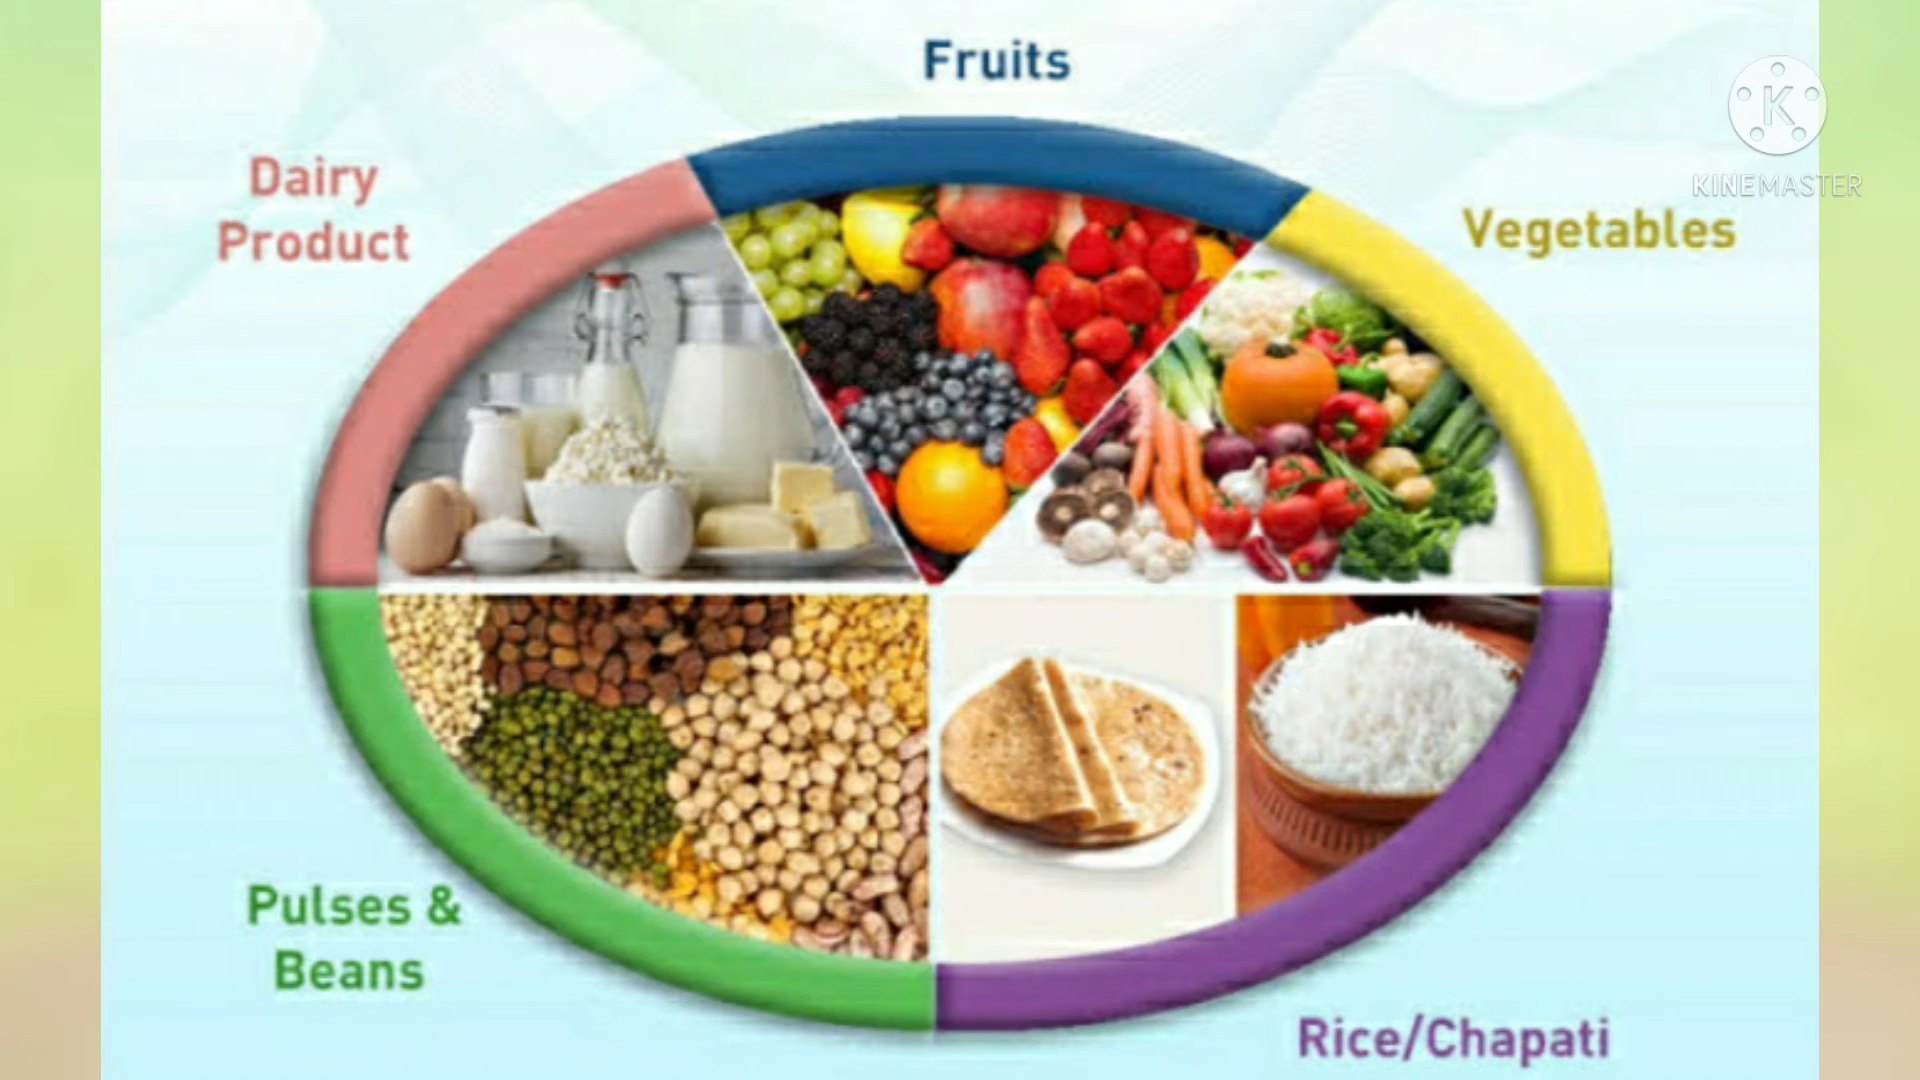 Fruits
Dairy
Product
K
KINEMASTER
Vegetables
Pulses &
Beans
Rice/Chapati